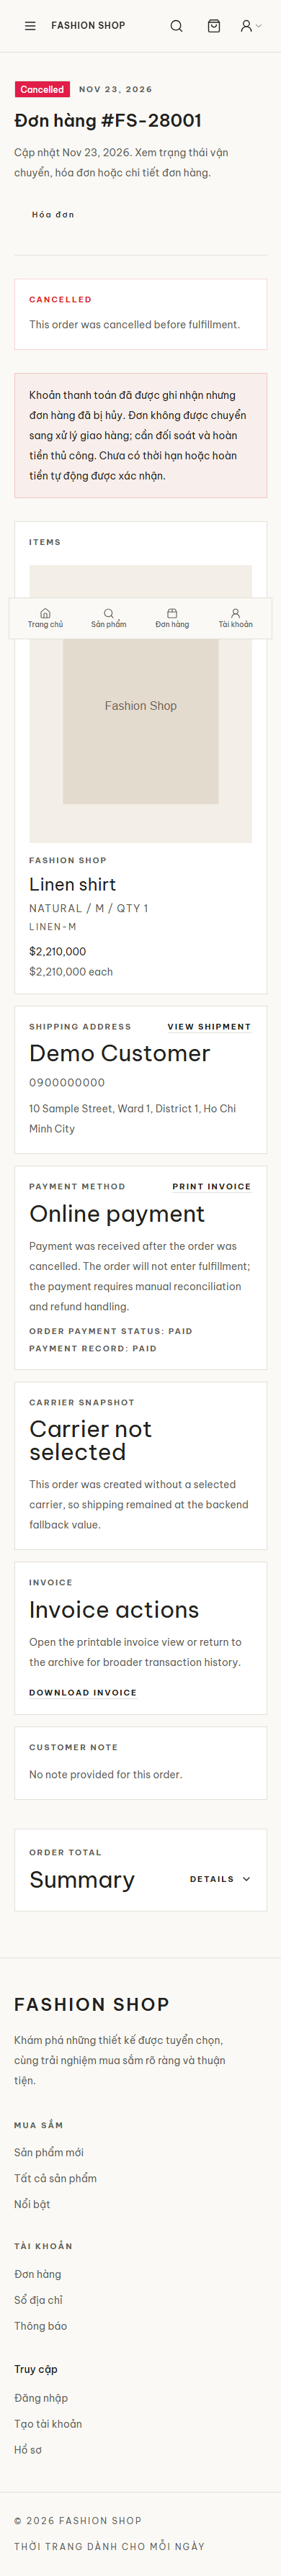 FASHION SHOP
Cancelled NOV 23, 2026
Đơn hàng #FS-28001
Cập nhật Nov 23, 2026. Xem trạng thái vận
chuyển, hóa đơn hoặc chi tiết đơn hàng.
Hóa đơn
CANCELLED
This order was cancelled before fulfillment.
Khoản thanh toán đã được ghi nhận nhưng
đơn hàng đã bị hủy. Đơn không được chuyển
sang xử lý giao hàng; cần đối soát và hoàn
tiền thủ công. Chưa có thời hạn hoặc hoàn
tiền tự động được xác nhận.
ITEMS
Trang chủ Sản phẩm Đơn hàng Tài khoản
Fashion Shop
FASHION SHOP
Linen shirt
NATURAL / M / QTY 1
LINEN-M
$2,210,000
$2,210,000 each
SHIPPING ADDRESS VIEW SHIPMENT
Demo Customer
0900000000
10 Sample Street, Ward 1, District 1, Ho Chi
Minh City
PAYMENT METHOD PRINT INVOICE
Online payment
Payment was received after the order was
cancelled. The order will not enter fulfillment;
the payment requires manual reconciliation
and refund handling.
ORDER PAYMENT STATUS: PAID
PAYMENT RECORD: PAID
CARRIER SNAPSHOT
Carrier not
selected
This order was created without a selected
carrier, so shipping remained at the backend
fallback value.
INVOICE
Invoice actions
Open the printable invoice view or return to
the archive for broader transaction history.
DOWNLOAD INVOICE
CUSTOMER NOTE
No note provided for this order.
ORDER TOTAL
Summary DETAILS
FASHION SHOP
Khám phá những thiết kế được tuyển chọn,
cùng trải nghiệm mua sắm rõ ràng và thuận
tiện.
MUA SẮM
Sản phẩm mới
Tất cả sản phẩm
Nổi bật
TÀI KHOẢN
Đơn hàng
Sổ địa chỉ
Thông báo
Truy cập
Đăng nhập
Tạo tài khoản
Hồ sơ
© 2026 FASHION SHOP
THỜI TRANG DÀNH CHO MỖI NGÀY